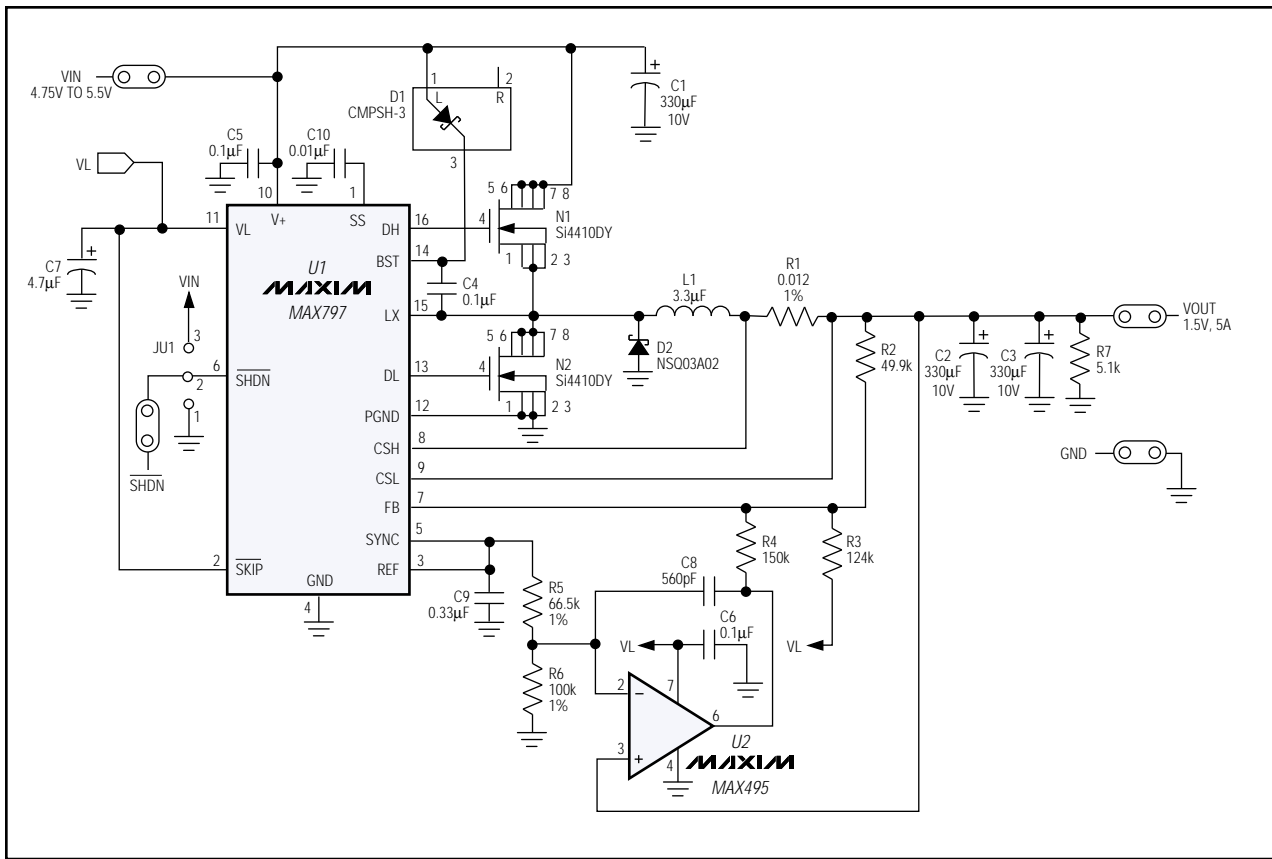 VIN
4.75V TO 5.5V
VL
C5
0.1µF
C10
0.01µF
D1
CMPSH-3
1
L
2
R
3
C1
330µF
10V
+
10
V+
1
SS
11
VL
C7
4.7µF
+
VIN
JU1
3
2
1
6
SHDN
SHDN
2
SKIP
GND
4
U1
MAXIM
MAX797
DH
16
BST
14
LX
15
DL
13
PGND
12
CSH
8
CSL
9
FB
7
SYNC
5
REF
3
C4
0.1µF
5 6
7 8
4
N1
Si4410DY
1
2 3
5 6
7 8
4
N2
Si4410DY
1
2 3
L1
3.3µF
D2
NSQ03A02
R1
0.012
1%
R2
49.9k
C2
330µF
10V
+
C3
330µF
10V
+
R7
5.1k
VOUT
1.5V, 5A
GND
R4
150k
R3
124k
VL
C9
0.33µF
R5
66.5k
1%
R6
100k
1%
C8
560pF
C6
0.1µF
VL
7
2
−
3
+
6
4
U2
MAXIM
MAX495